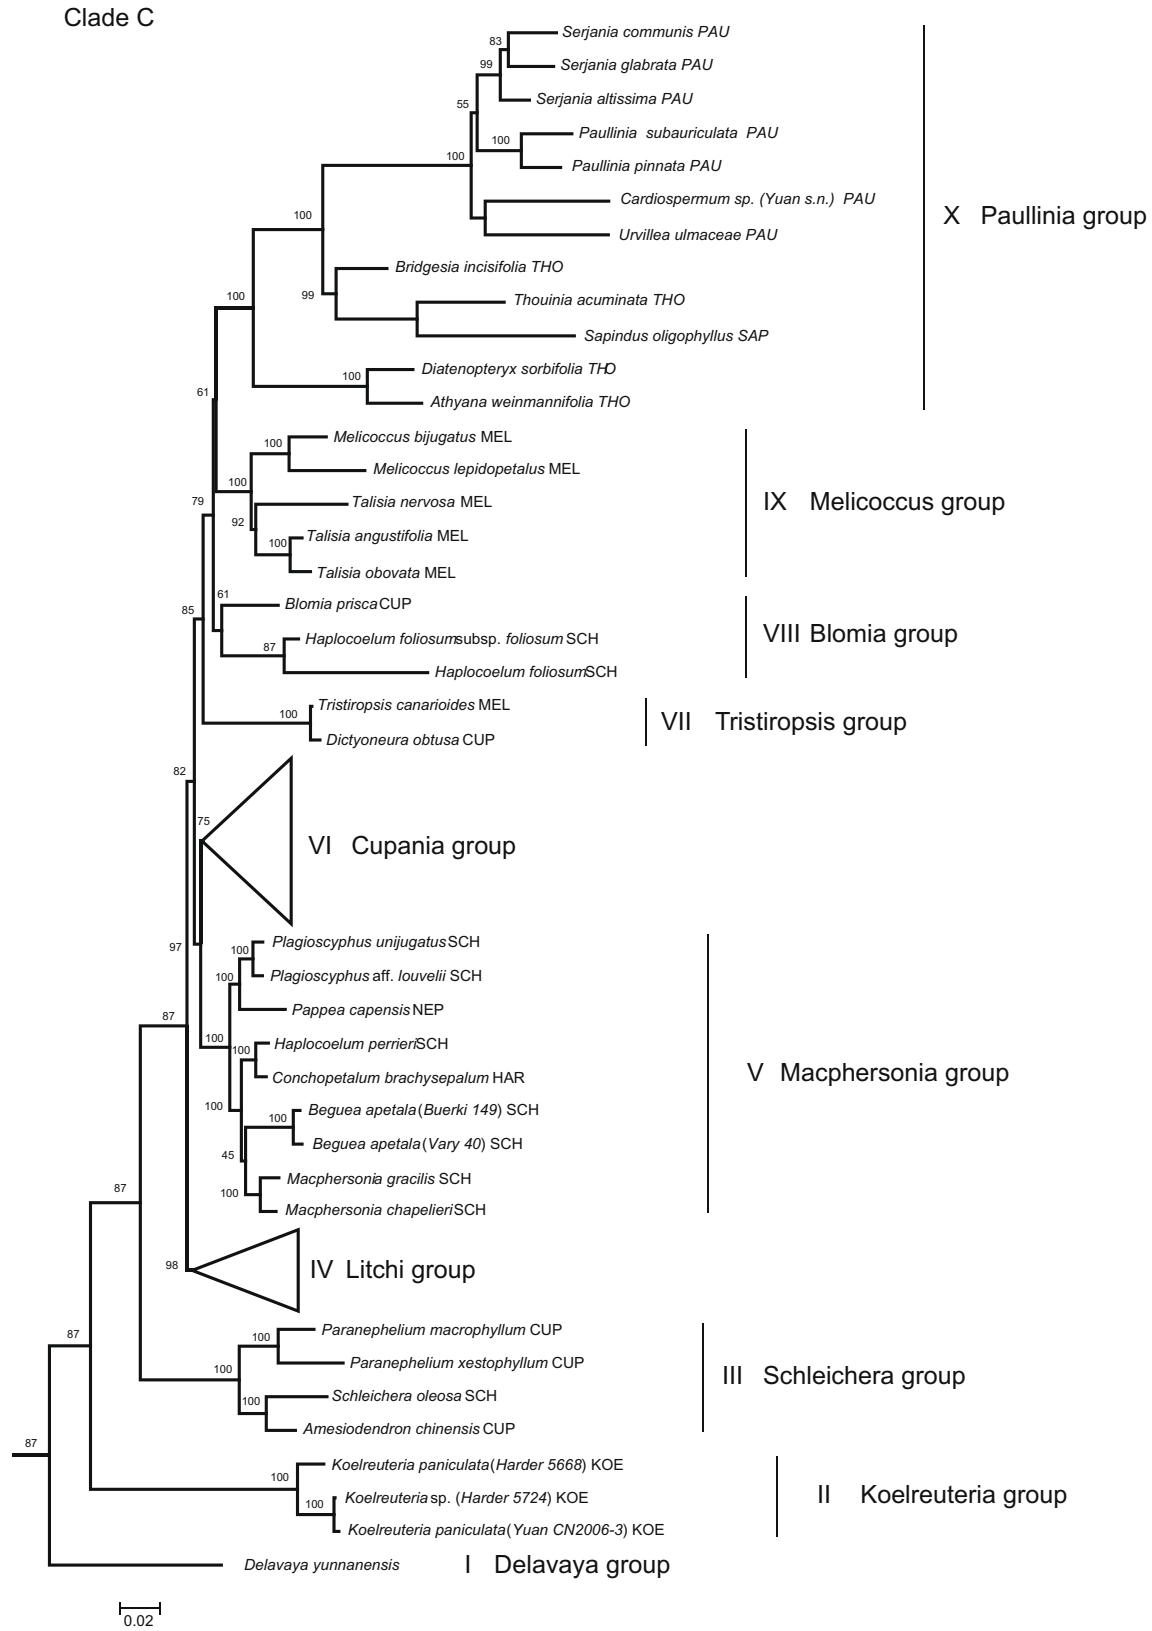 Clade C
83
Serjania communis PAU
99
Serjania glabrata PAU
Serjania altissima PAU
55
Paullinia subauriculata PAU
100
100
Paullinia pinnata PAU
Cardiospermum sp. (Yuan s.n.) PAU
X Paullinia group
100
Urvillea ulmaceae PAU
Bridgesia incisifolia THO
100
99
Thouinia acuminata THO
Sapindus oligophyllus SAP
100
Diatenopteryx sorbifolia THO
61
Athyana weinmannifolia THO
Melicoccus bijugatus MEL
100
Melicoccus lepidopetalus MEL
100
79
Talisia nervosa MEL
IX Melicoccus group
92
Talisia angustifolia MEL
100
Talisia obovata MEL
61
85
Blomia prisca CUP
Haplocoelum foliosum subsp. foliosum SCH
VIII Blomia group
87
Haplocoelum foliosum SCH
Tristiropsis canarioides MEL
100
VII Tristiropsis group
Dictyoneura obtusa CUP
82
75
VI Cupania group
97
100
Plagioscyphus unijugatus SCH
100
Plagioscyphus aff. louvelii SCH
87
Pappea capensis NEP
100
100
Haplocoelum perrieri SCH
V Macphersonia group
Conchopetalum brachysepalum HAR
100
Beguea apetala (Buerki 149) SCH
100
Beguea apetala (Vary 40) SCH
45
Macphersonia gracilis SCH
87
100
Macphersonia chapelieri SCH
98
IV Litchi group
87
Paranephelium macrophyllum CUP
100
Paranephelium xestophyllum CUP
100
III Schleichera group
Schleichera oleosa SCH
100
Amesiodendron chinensis CUP
87
Koelreuteria paniculata (Harder 5668) KOE
100
Koelreuteria sp. (Harder 5724) KOE
II Koelreuteria group
100
Koelreuteria paniculata (Yuan CN2006-3) KOE
Delavaya yunnanensis
I Delavaya group
0.02